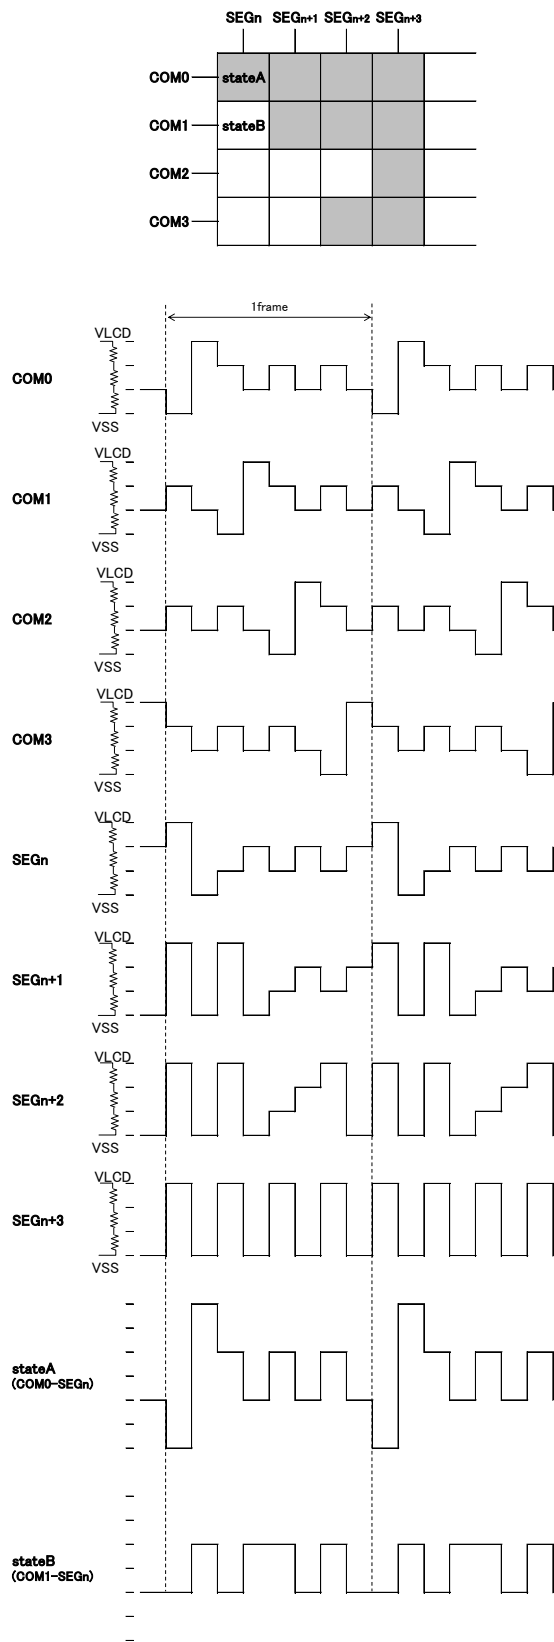 SEGn SEGn+1 SEGn+2 SEGn+3
COM0 stateA
COM1 stateB
COM2
COM3
1frame
VLCD
COM0
VSS
VLCD
COM1
VSS
VLCD
COM2
VSS
VLCD
COM3
VSS
VLCD
SEGn
VSS
VLCD
SEGn+1
VSS
VLCD
SEGn+2
VSS
VLCD
SEGn+3
VSS
stateA
(COM0-SEGn)
stateB
(COM1-SEGn)